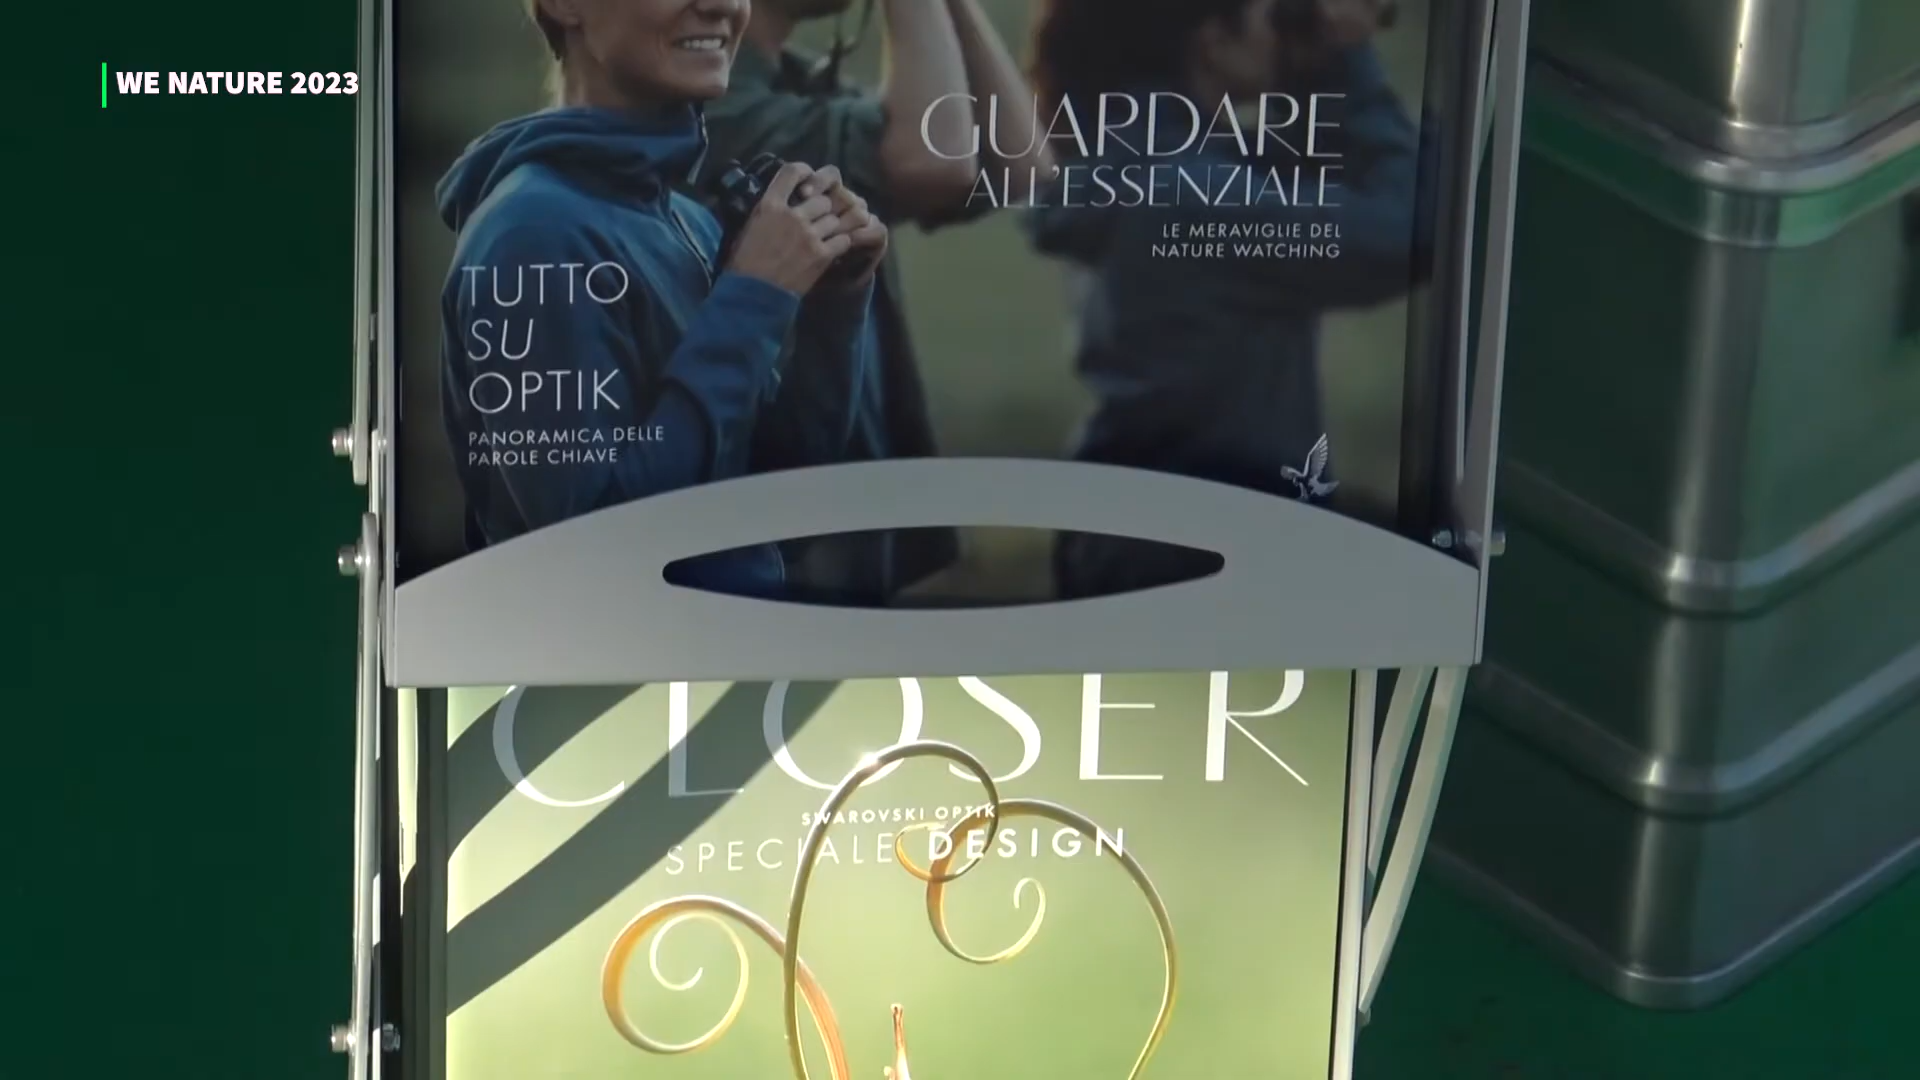 WE NATURE 2023
GUARDARE
ALL'ESSENZIALE
LE MERAVIGLIE DEL
NATURE WATCHING
TUTTO
SU
OPTIK
PANORAMICA DELLE
PAROLE CHIAVE
CLOSER
SWAROVSKI OPTIK
SPECIALE DESIGN